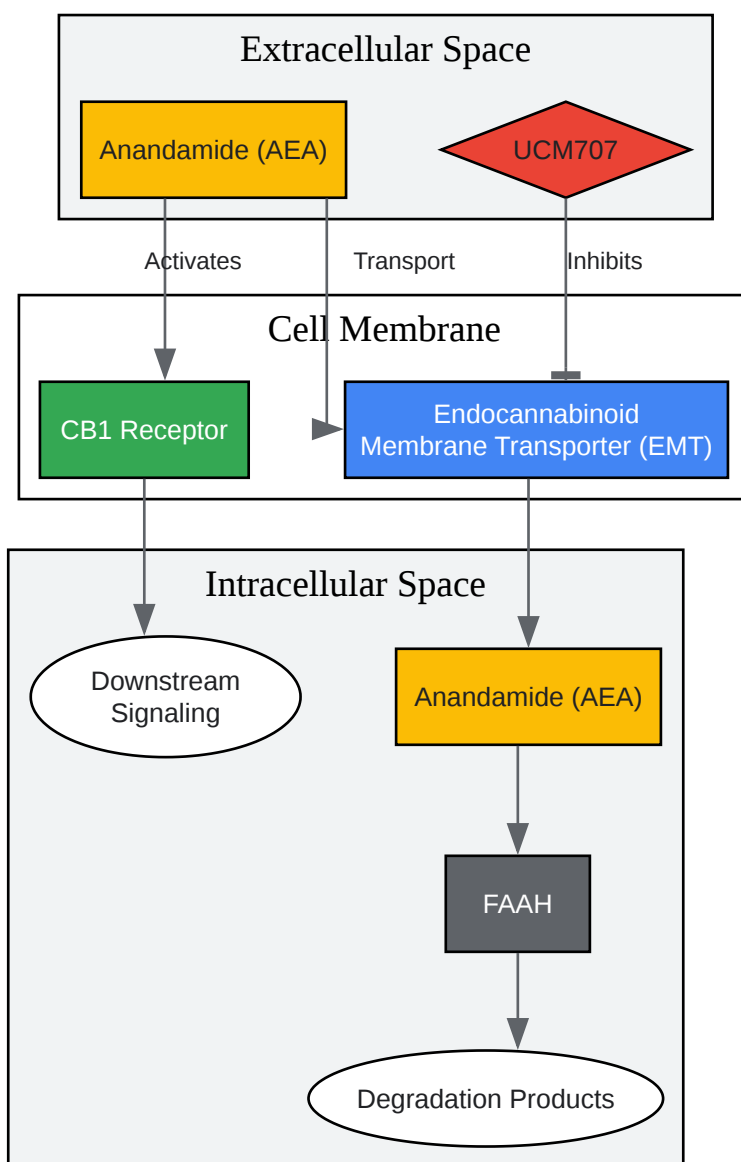 Extracellular Space
Anandamide (AEA)
UCM707
Activates
Transport
Inhibits
Cell Membrane
CB1 Receptor
Endocannabinoid
Membrane Transporter (EMT)
Intracellular Space
Downstream
Signaling
Anandamide (AEA)
FAAH
Degradation Products